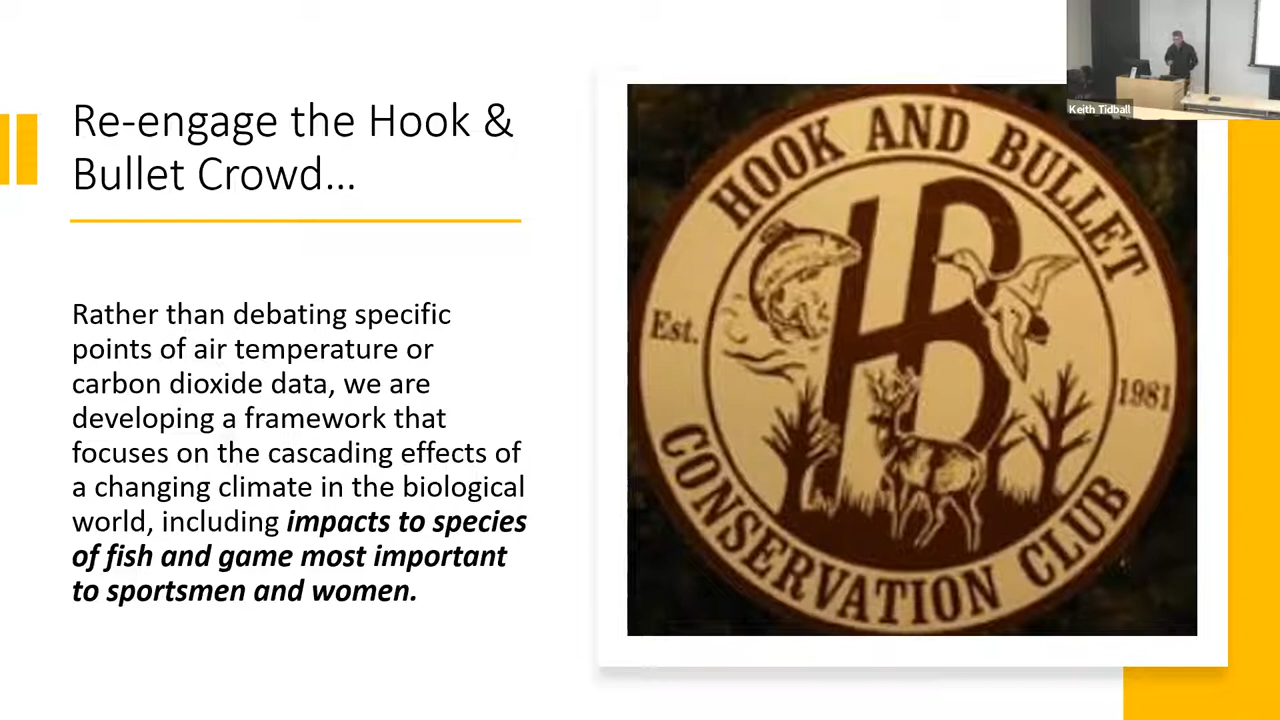 Re-engage the Hook &
Bullet Crowd...
Rather than debating specific
points of air temperature or
carbon dioxide data, we are
developing a framework that
focuses on the cascading effects of
a changing climate in the biological
world, including impacts to species
of fish and game most important
to sportsmen and women.
HOOK AND BULLET
HB
Est.
1981
CONSERVATION CLUB
Keith Tidball